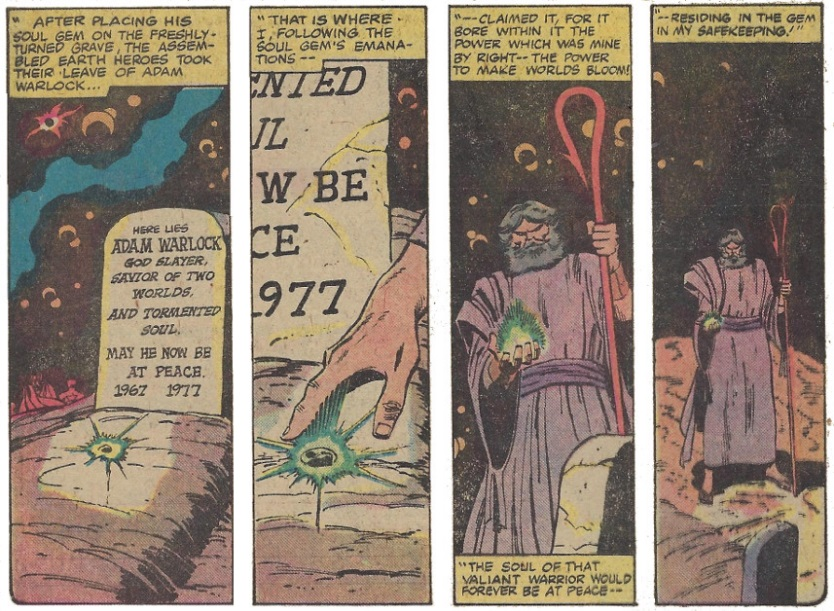 "AFTER PLACING HIS
SOUL GEM ON THE FRESHLY-
TURNED GRAVE, THE ASSEM-
BLED EARTH HEROES TOOK
THEIR LEAVE OF ADAM
WARLOCK...
HERE LIES
ADAM WARLOCK
GOD SLAYER,
SAVIOR OF TWO
WORLDS,
AND TORMENTED
SOUL.
MAY HE NOW BE
AT PEACE.
1967 1977
"THAT IS WHERE
I, FOLLOWING THE
SOUL GEM'S EMANA-
TIONS --
ENTED
UL
W BE
CE
1977
"-- CLAIMED IT, FOR IT
BORE WITHIN IT THE
POWER WHICH WAS MINE
BY RIGHT-- THE POWER
TO MAKE WORLDS BLOOM!
"THE SOUL OF THAT
VALIANT WARRIOR WOULD
FOREVER BE AT PEACE--
"--RESIDING IN THE GEM
IN MY SAFEKEEPING!"